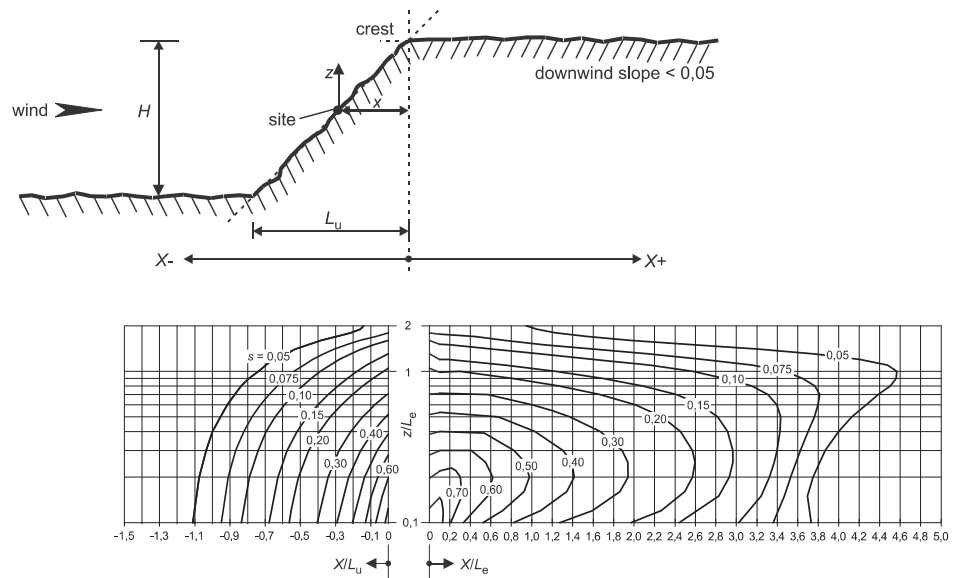 crest
downwind slope < 0,05
z
wind
H
x
site
Lu
X-
X+
2
s = 0,05
0,05
0,075
0,075
1
0,10
0,10
0,15
0,15
z/Le
0,20
0,20
0,30
0,40
0,30
0,50
0,40
0,60
0,60
0,70
0,1
-1,5 -1,3 -1,1 -0,9 -0,7 -0,5 -0,3 -0,1 0
0 0,2 0,4 0,6 0,8 1,0 1,2 1,4 1,6 1,8 2,0 2,2 2,4 2,6 2,8 3,0 3,2 3,4 3,6 3,8 4,0 4,2 4,4 4,6 4,8 5,0
X/Lu
X/Le